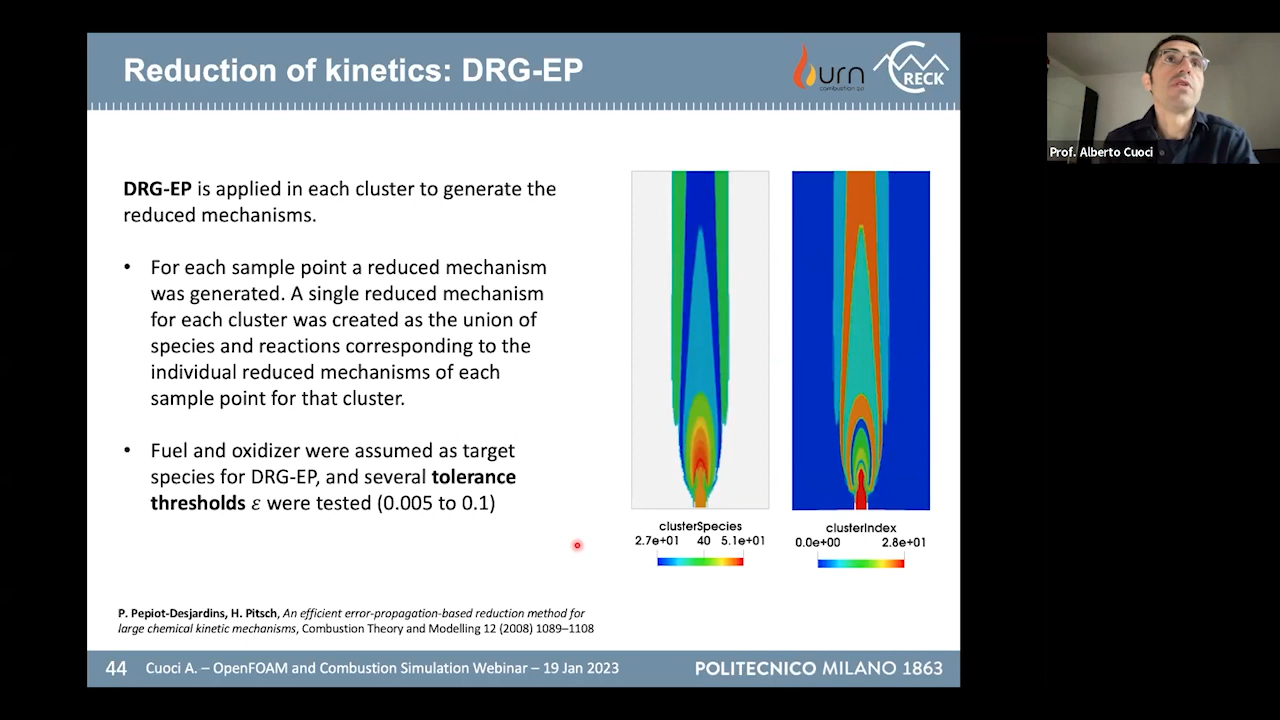 Reduction of kinetics: DRG-EP
urn
combustion 2.0
CRECK
Prof. Alberto Cuoci
DRG-EP is applied in each cluster to generate the
reduced mechanisms.
• For each sample point a reduced mechanism
was generated. A single reduced mechanism
for each cluster was created as the union of
species and reactions corresponding to the
individual reduced mechanisms of each
sample point for that cluster.
• Fuel and oxidizer were assumed as target
species for DRG-EP, and several tolerance
thresholds ε were tested (0.005 to 0.1)
clusterSpecies
2.7e+01 40 5.1e+01
clusterIndex
0.0e+00 2.8e+01
P. Pepiot-Desjardins, H. Pitsch, An efficient error-propagation-based reduction method for
large chemical kinetic mechanisms, Combustion Theory and Modelling 12 (2008) 1089–1108
44 Cuoci A. – OpenFOAM and Combustion Simulation Webinar – 19 Jan 2023 POLITECNICO MILANO 1863